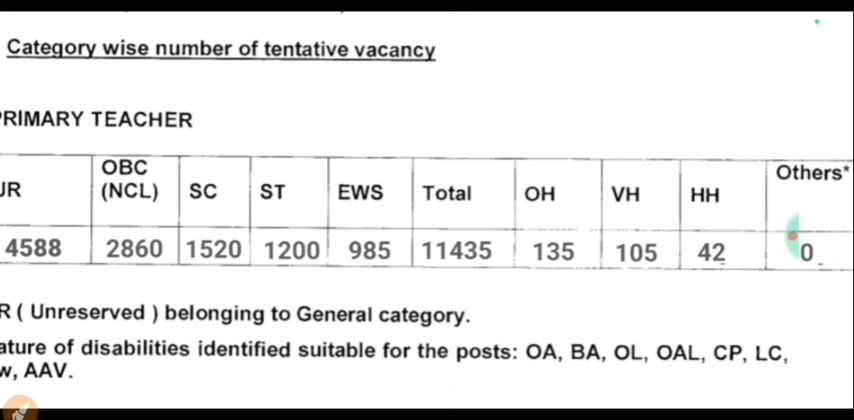 Category wise number of tentative vacancy
PRIMARY TEACHER
UR OBC (NCL) SC ST EWS Total OH VH HH Others*
4588 2860 1520 1200 985 11435 135 105 42 0
R ( Unreserved ) belonging to General category.
ature of disabilities identified suitable for the posts: OA, BA, OL, OAL, CP, LC,
w, AAV.